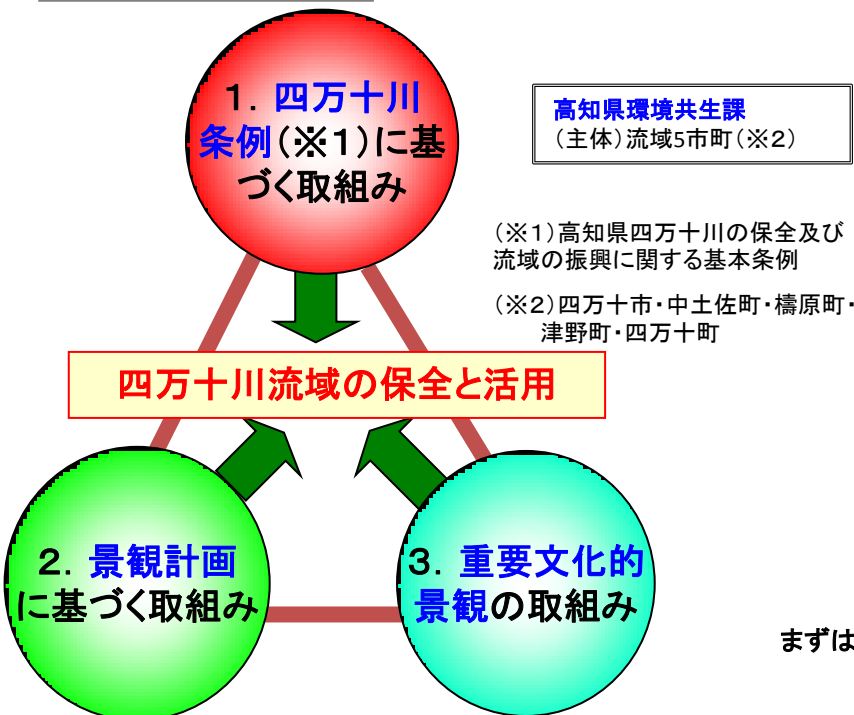 1. 四万十川
条例(※1)に基
づく取組み
高知県環境共生課
(主体)流域5市町(※2)
(※1)高知県四万十川の保全及び
流域の振興に関する基本条例
(※2)四万十市・中土佐町・檮原町・
津野町・四万十町
四万十川流域の保全と活用
2. 景観計画
に基づく取組み
3. 重要文化的
景観の取組み
まずは